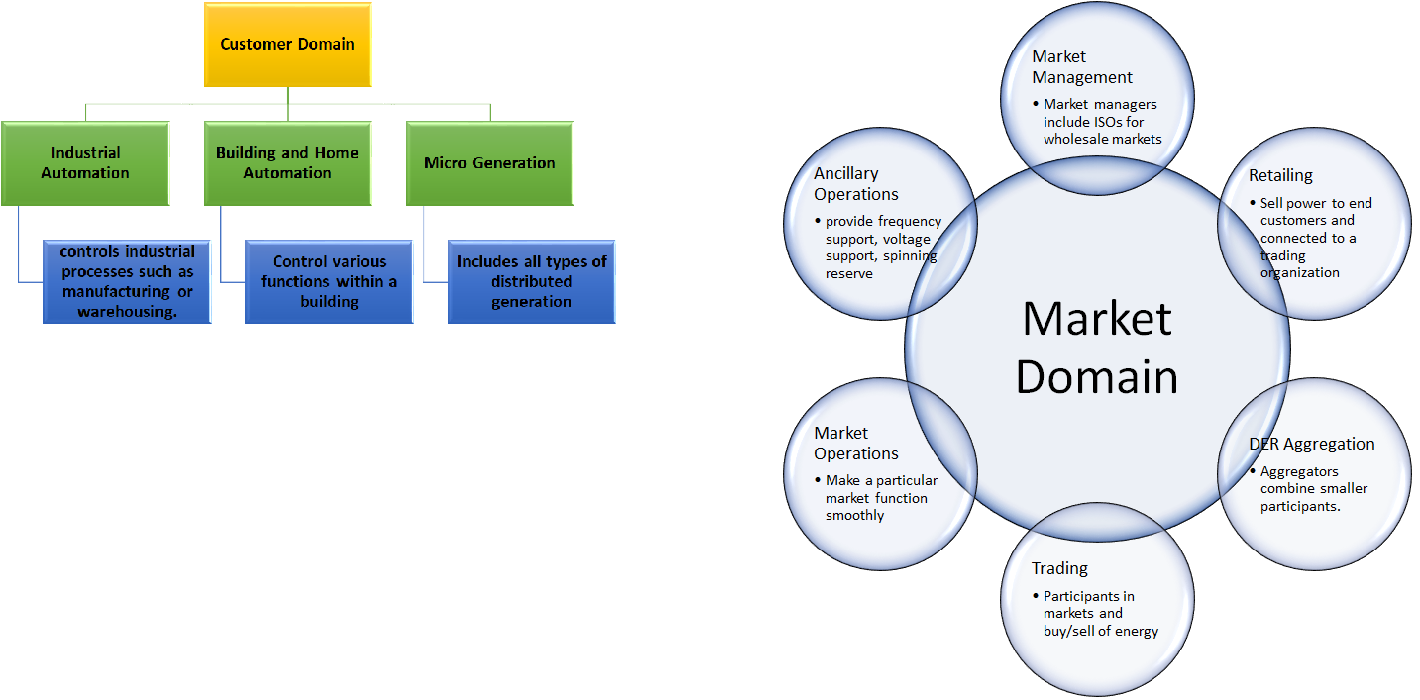 Customer Domain
Industrial
Automation
Building and Home
Automation
Micro Generation
controls industrial
processes such as
manufacturing or
warehousing.
Control various
functions within a
building
Includes all types of
distributed
generation
Market
Management
• Market managers
include ISOs for
wholesale markets
Retailing
• Sell power to end
customers and
connected to a
trading
organization
DER Aggregation
• Aggregators
combine smaller
participants.
Trading
• Participants in
markets and
buy/sell of energy
Market
Operations
• Make a particular
market function
smoothly
Ancillary
Operations
• provide frequency
support, voltage
support, spinning
reserve
Market
Domain